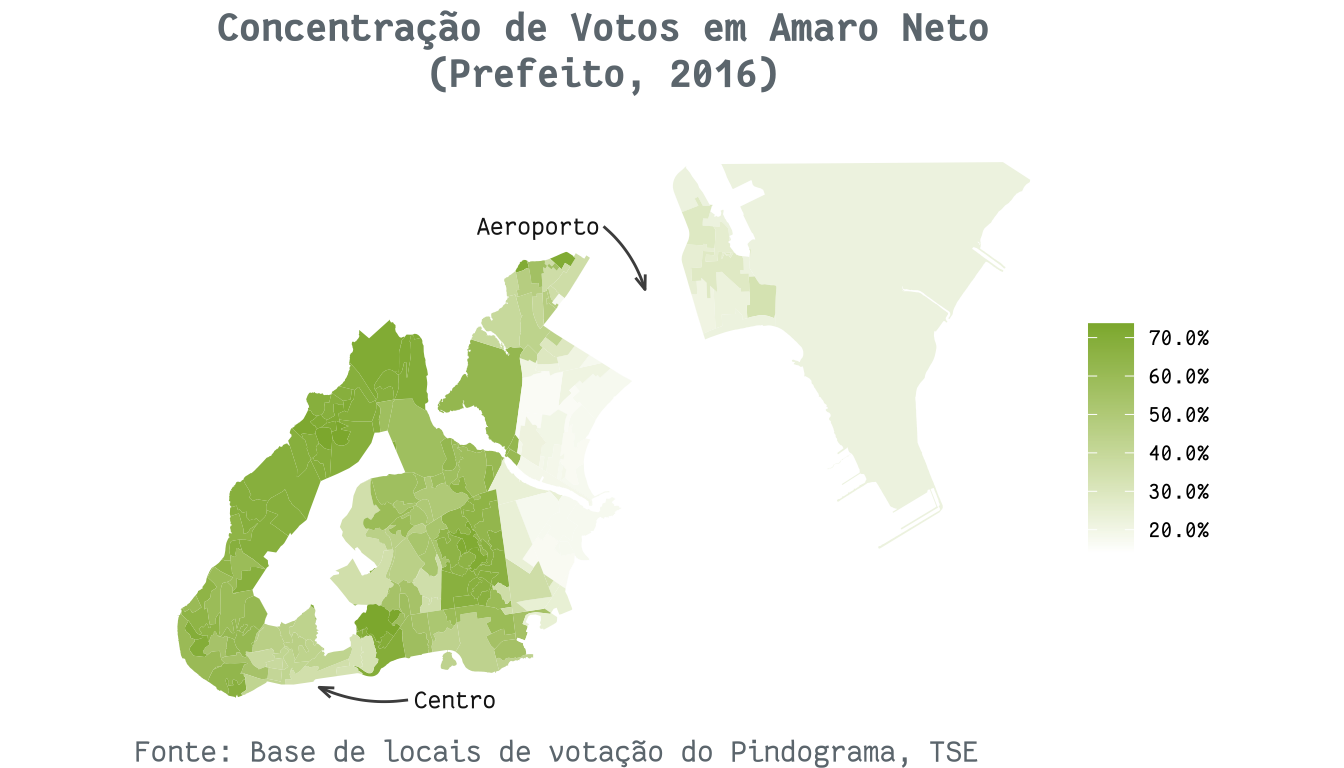 Concentração de Votos em Amaro Neto
(Prefeito, 2016)
Aeroporto
70.0%
60.0%
50.0%
40.0%
30.0%
20.0%
Centro
Fonte: Base de locais de votação do Pindograma, TSE